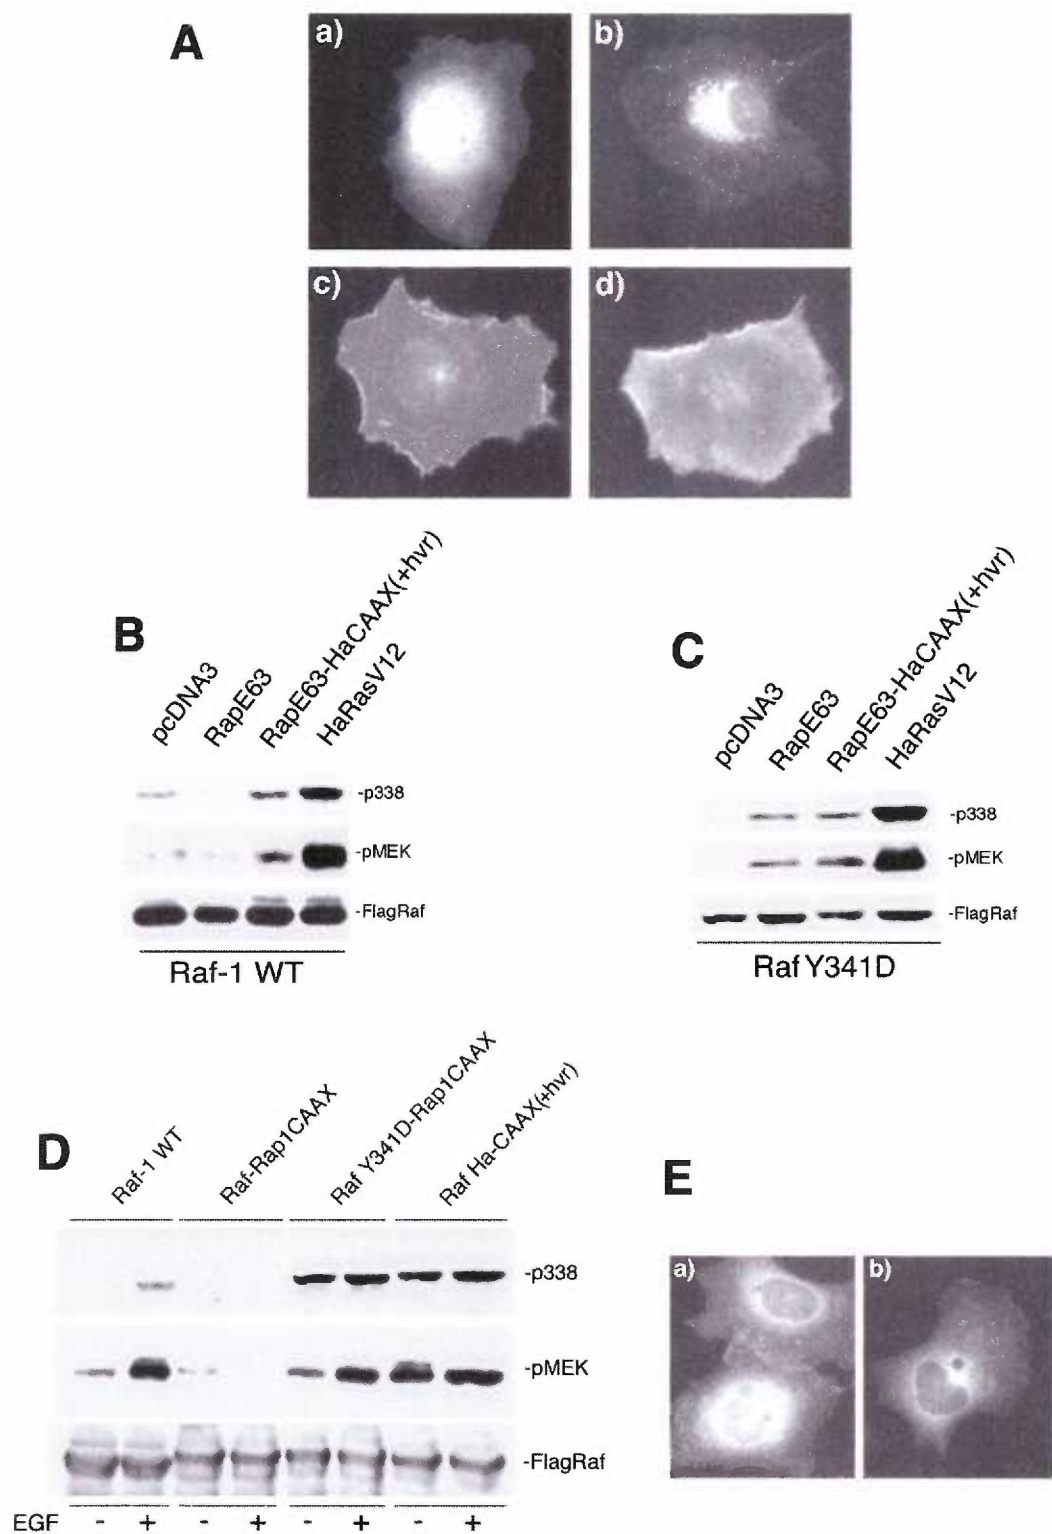 A
a)
b)
c)
d)
B
pcDNA3
RapE63
RapE63-HaCAAX(+hvr)
HaRasV12
-p338
-pMEK
-FlagRaf
Raf-1 WT
C
pcDNA3
RapE63
RapE63-HaCAAX(+hvr)
HaRasV12
-p338
-pMEK
-FlagRaf
Raf Y341D
D
Raf-1 WT
Raf-Rap1CAAX
Raf Y341D-Rap1CAAX
Raf Ha-CAAX(+hvr)
-p338
-pMEK
-FlagRaf
EGF - + - + - + - +
E
a)
b)